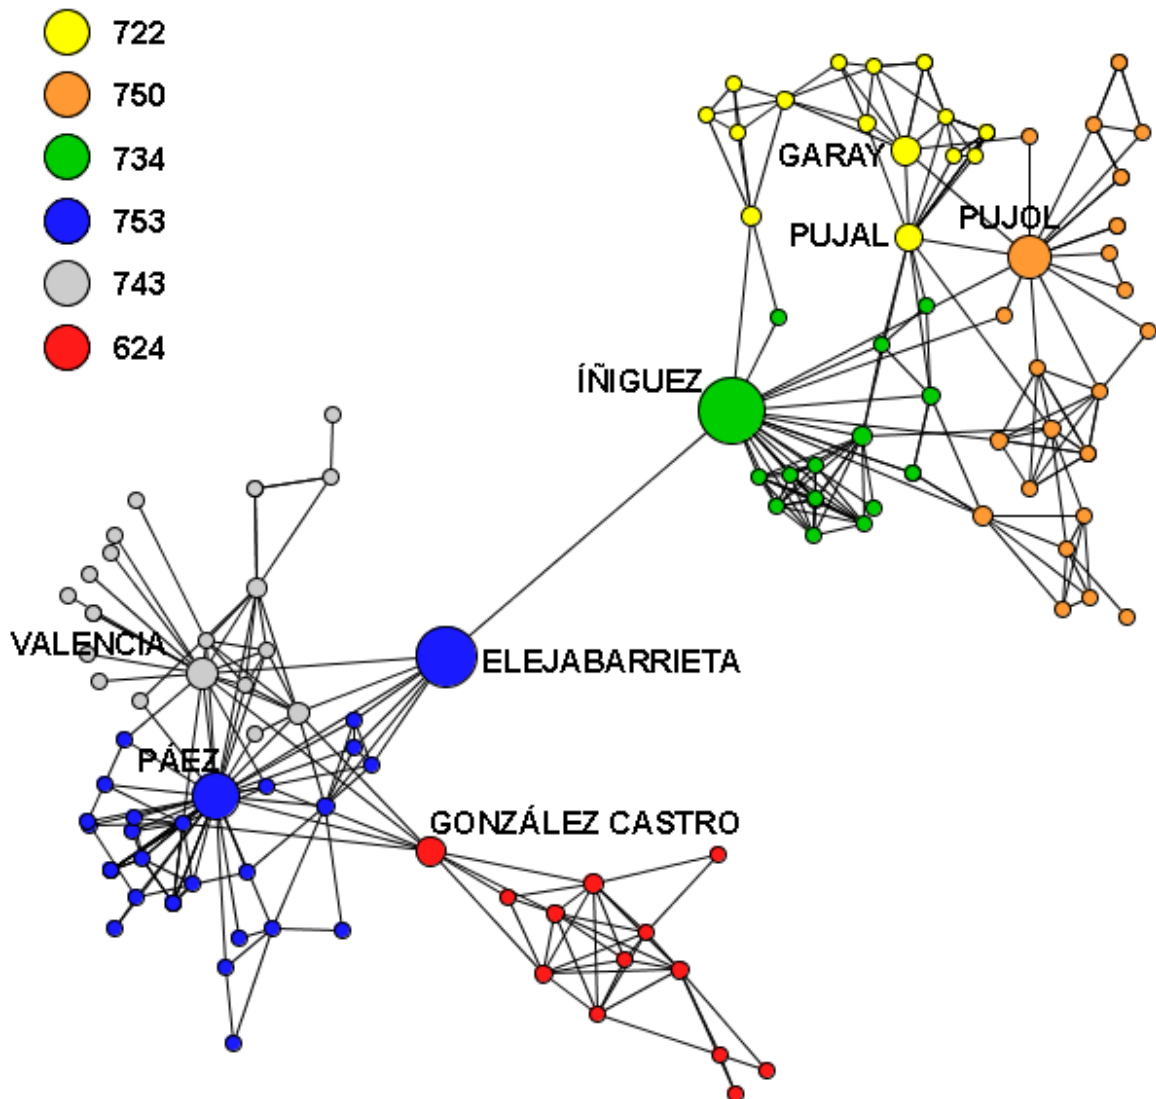 722
750
734
753
743
624
GARAY
PUJAL
PUJOL
ÍÑIGUEZ
VALENCIA
ELEJABARRIETA
PÁEZ
GONZÁLEZ CASTRO